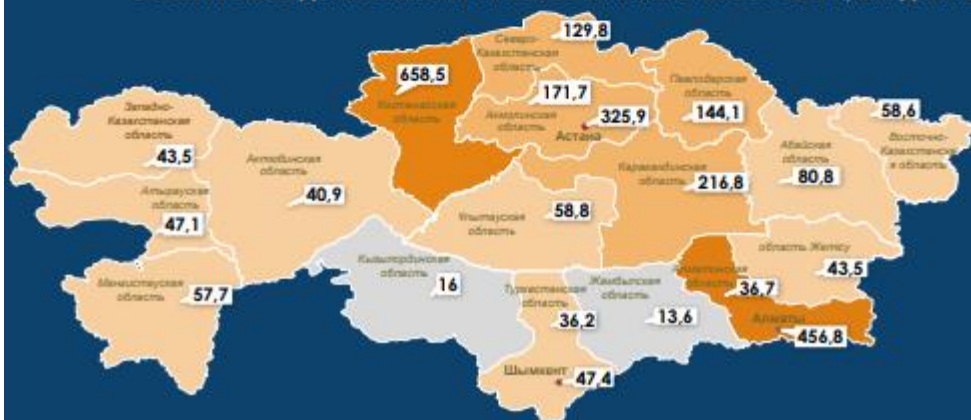 Северо-
Казахстанская
область
129,8
658,5
Костанайская
область
171,7
Акмолинская
область
325,9
Астана
Павлодарская
область
144,1
58,6
Восточно-
Казахстанска
я область
Абайская
область
80,8
Западно-
Казахстанская
область
43,5
Актюбинская
область
40,9
Карагандинская
область
216,8
Атырауская
область
47,1
Улытауская
область
58,8
область Жетісу
43,5
Мангистауская
область
57,7
Кызылординская
область
16
Туркестанская
область
36,2
Жамбылская
область
13,6
Алматинская
область
36,7
Алматы
456,8
Шымкент
47,4